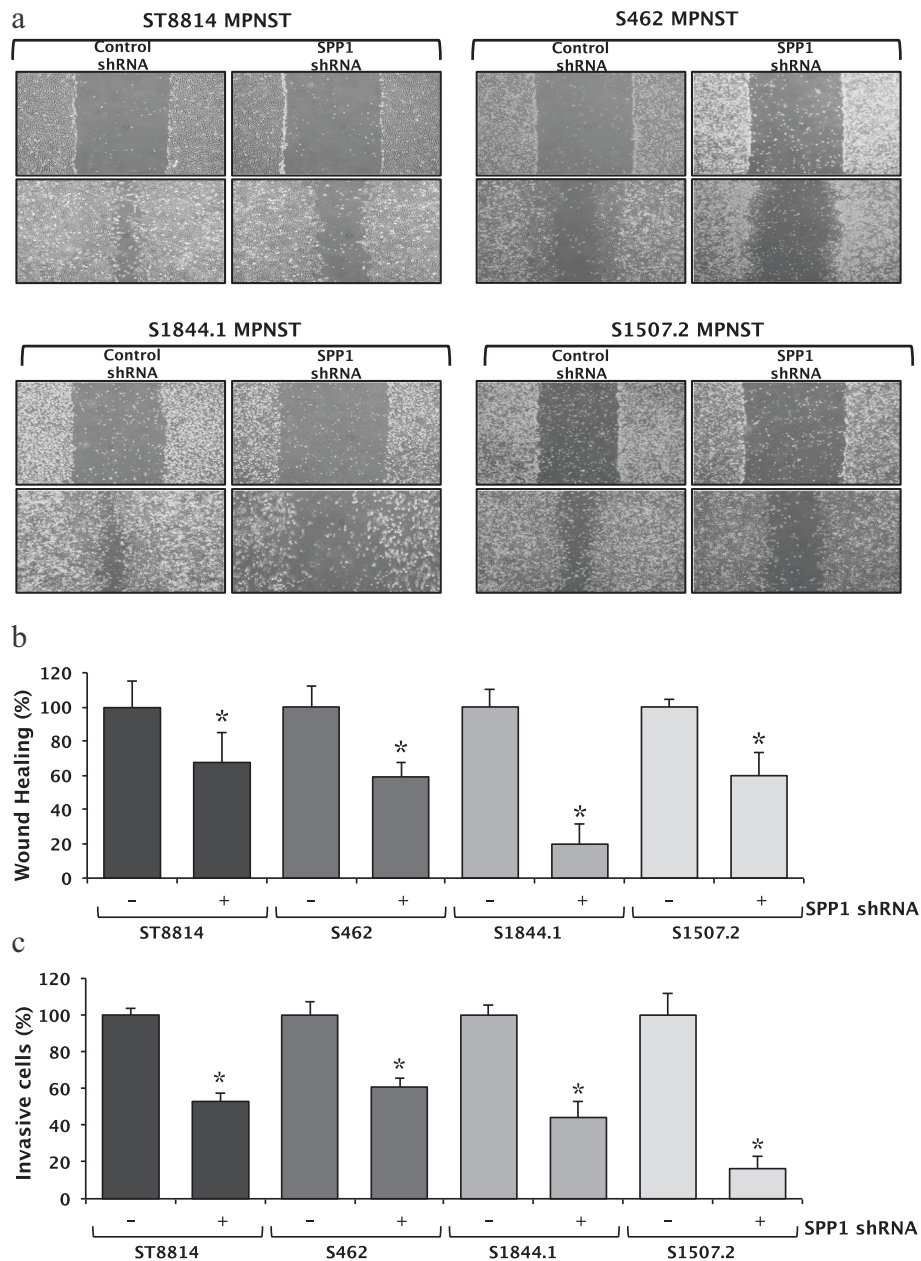 a
ST8814 MPNST
S462 MPNST
Control shRNA
SPP1 shRNA
Control shRNA
SPP1 shRNA
S1844.1 MPNST
S1507.2 MPNST
Control shRNA
SPP1 shRNA
Control shRNA
SPP1 shRNA
b
Wound Healing (%)
120
100
80
60
40
20
0
* * * *
– + – + – + – +
SPP1 shRNA
ST8814 S462 S1844.1 S1507.2
c
Invasive cells (%)
120
100
80
60
40
20
0
* * * *
– + – + – + – +
SPP1 shRNA
ST8814 S462 S1844.1 S1507.2